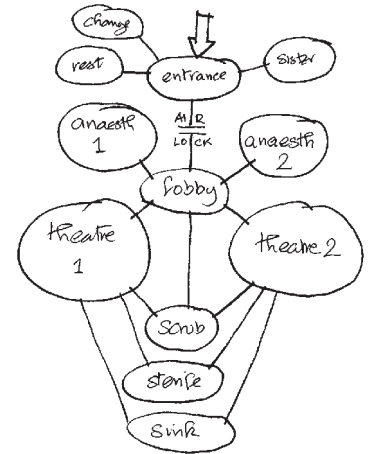 change
rest
entrance
sister
AIR
LOCK
anaesth
1
anaesth
2
lobby
theatre
1
theatre 2
scrub
sterile
sink